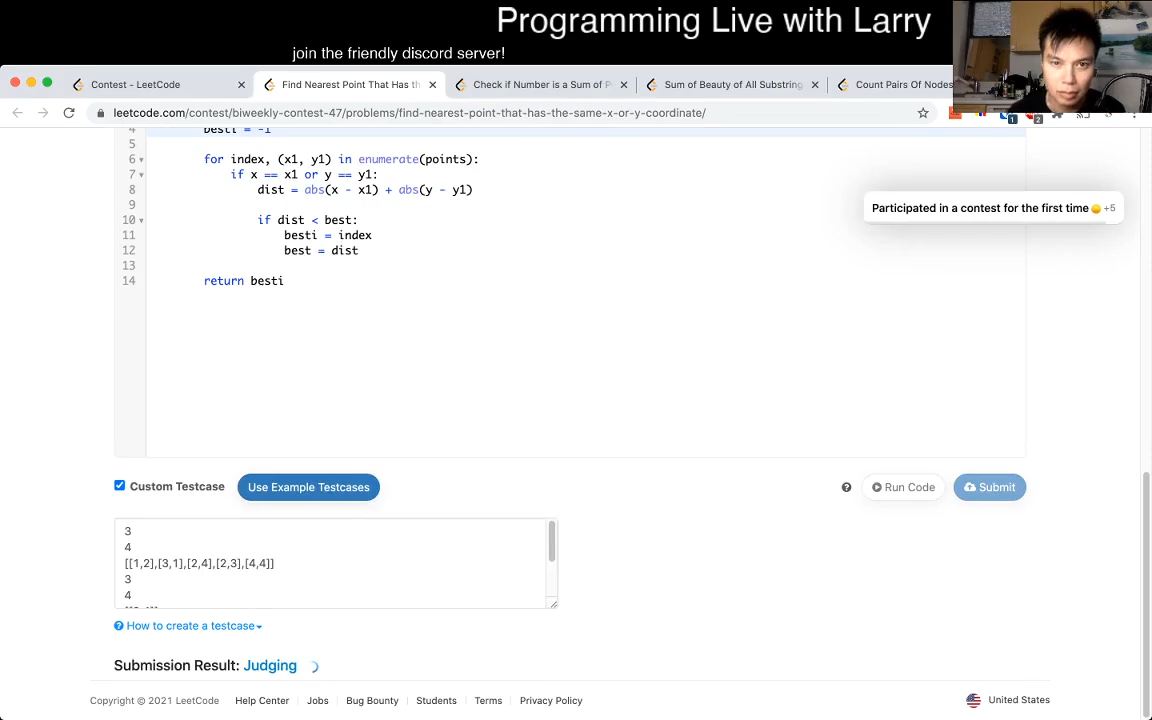 Programming Live with Larry
join the friendly discord server!
Contest - LeetCode
Find Nearest Point That Has th
Check if Number is a Sum of P
Sum of Beauty of All Substring
Count Pairs Of Nodes
leetcode.com/contest/biweekly-contest-47/problems/find-nearest-point-that-has-the-same-x-or-y-coordinate/
1
2
4 besti = -1
5
6 for index, (x1, y1) in enumerate(points):
7 if x == x1 or y == y1:
8 dist = abs(x - x1) + abs(y - y1)
9
10 if dist < best:
11 besti = index
12 best = dist
13
14 return besti
Participated in a contest for the first time +5
Custom Testcase
Use Example Testcases
Run Code
Submit
3
4
[[1,2],[3,1],[2,4],[2,3],[4,4]]
3
4
How to create a testcase
Submission Result: Judging
Copyright © 2021 LeetCode
Help Center
Jobs
Bug Bounty
Students
Terms
Privacy Policy
United States